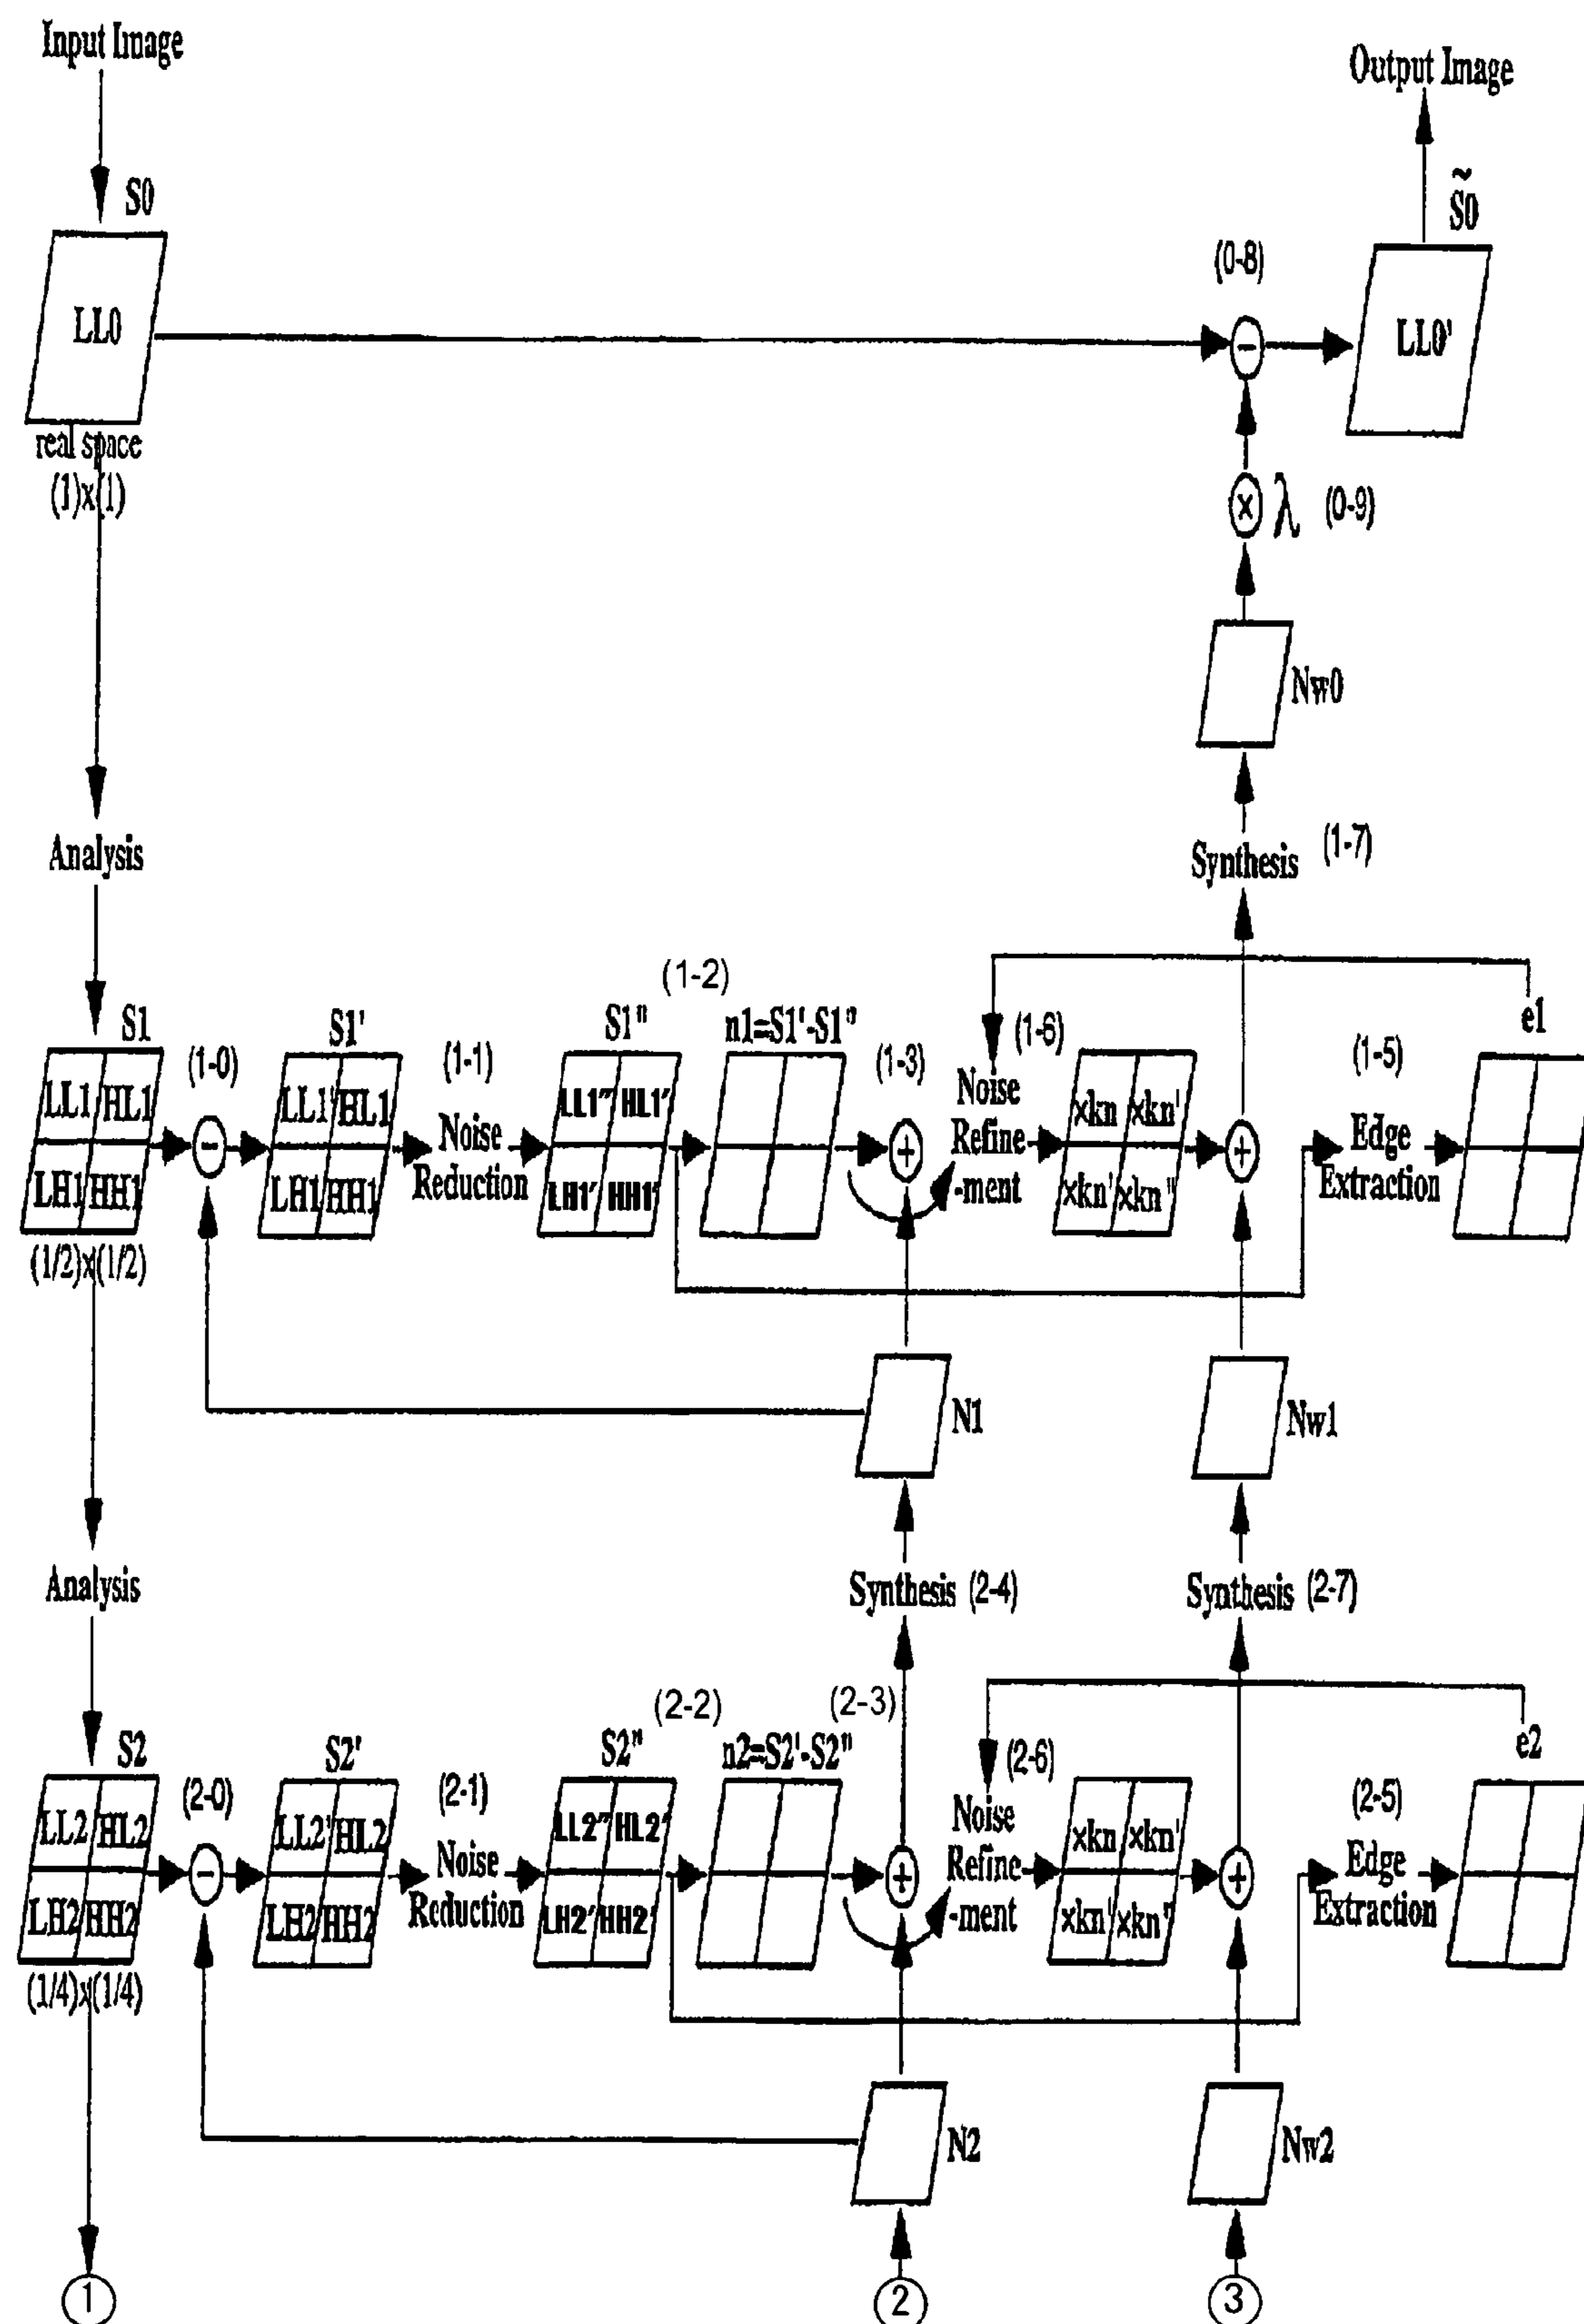 Input Image
Output Image
S0
S̃0
(0-8)
LL0
−
LL0'
real space
(1)x(1)
× λ (0-9)
Nw0
Analysis
Synthesis (1-7)
(1-2)
S1
(1-0)
S1'
(1-1)
S1"
n1=S1'-S1"
(1-3)
(1-6)
(1-5)
e1
LL1 HL1
LH1 HH1
−
LL1' HL1
LH1 HH1
Noise
Reduction
LL1" HL1'
LH1' HH1'
+
Noise
Refine
-ment
×kn ×kn'
×kn' ×kn"
+
Edge
Extraction
(1/2)x(1/2)
N1
Nw1
Analysis
Synthesis (2-4)
Synthesis (2-7)
(2-2)
(2-3)
S2
(2-0)
S2'
(2-1)
S2"
n2=S2'-S2"
(2-6)
(2-5)
e2
LL2 HL2
LH2 HH2
−
LL2' HL2
LH2 HH2
Noise
Reduction
LL2" HL2'
LH2' HH2'
+
Noise
Refine
-ment
×kn ×kn'
×kn' ×kn"
+
Edge
Extraction
(1/4)x(1/4)
N2
Nw2
1
2
3